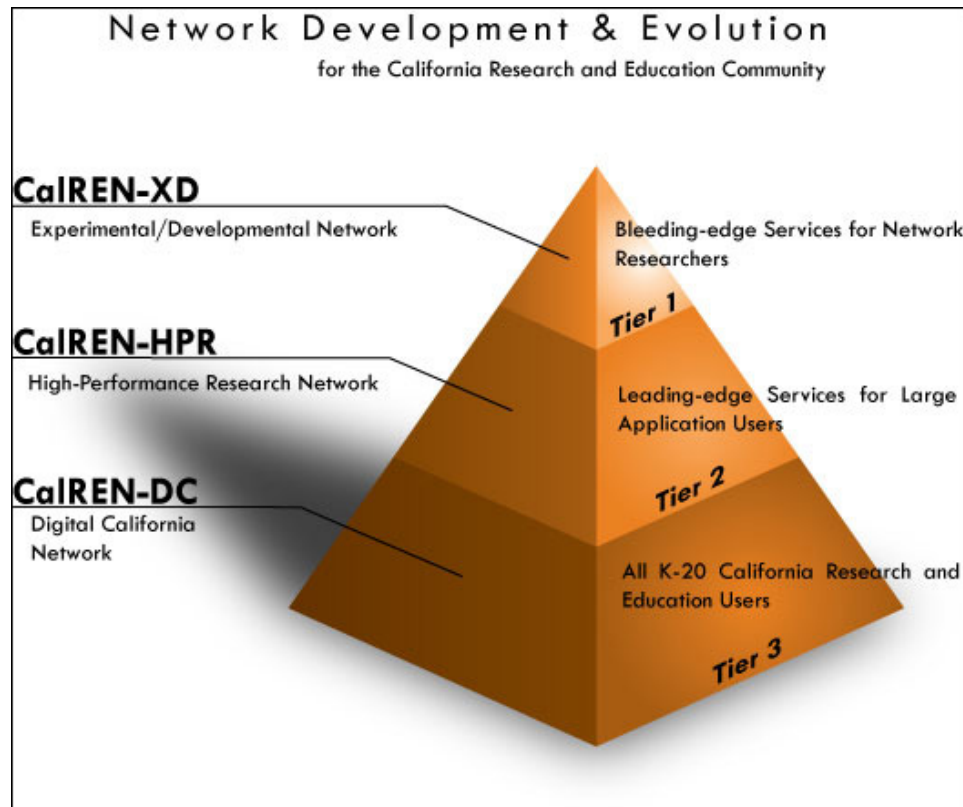 Network Development & Evolution
for the California Research and Education Community
CalREN-XD
Experimental/Developmental Network
Bleeding-edge Services for Network
Researchers
Tier 1
CalREN-HPR
High-Performance Research Network
Leading-edge Services for Large
Application Users
Tier 2
CalREN-DC
Digital California
Network
All K-20 California Research and
Education Users
Tier 3